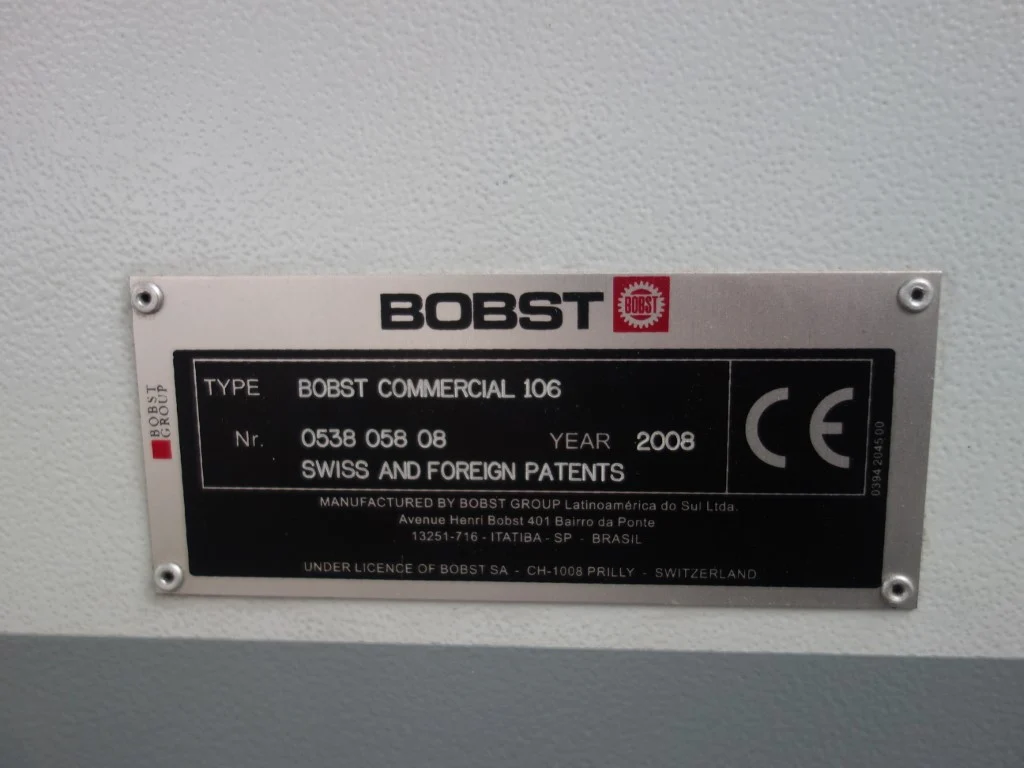 BOBST BOBST
BOBST
GROUP
TYPE BOBST COMMERCIAL 106
Nr. 0538 058 08 YEAR 2008
SWISS AND FOREIGN PATENTS
CE
0394 2045 00
MANUFACTURED BY BOBST GROUP Latinoamérica do Sul Ltda.
Avenue Henri Bobst 401 Bairro da Ponte
13251-716 - ITATIBA - SP - BRASIL
UNDER LICENCE OF BOBST SA - CH-1008 PRILLY - SWITZERLAND